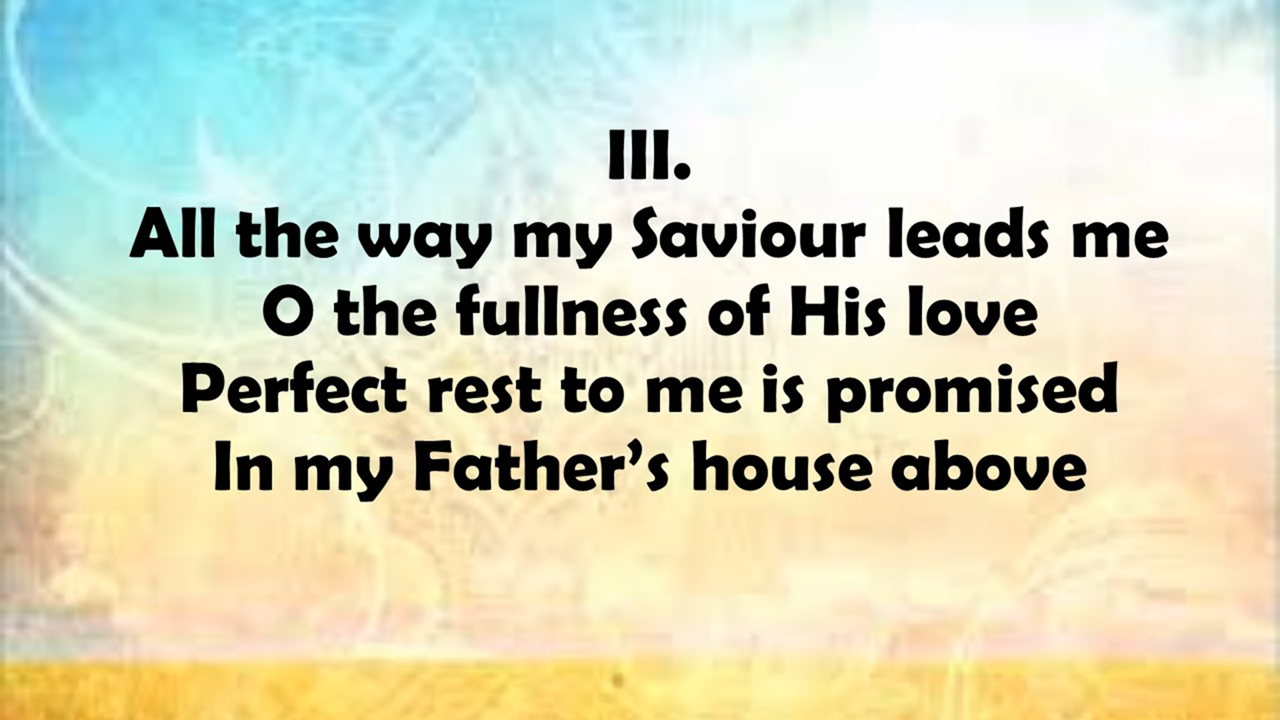 III.
All the way my Saviour leads me
O the fullness of His love
Perfect rest to me is promised
In my Father’s house above